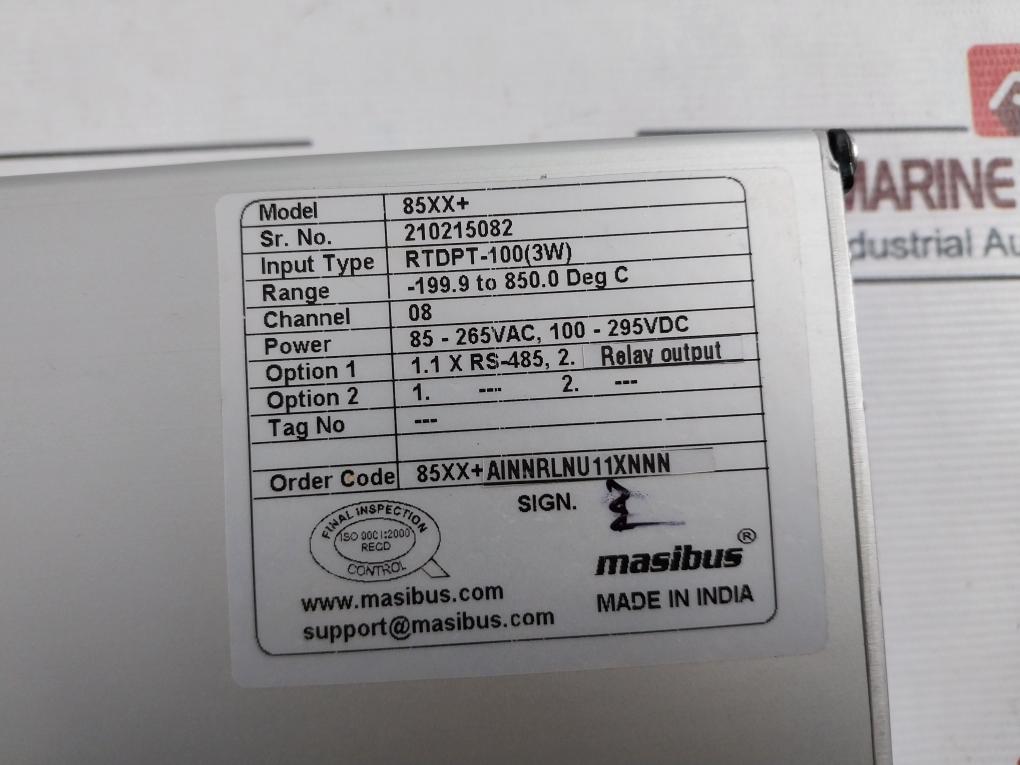 Model 85XX+
Sr. No. 210215082
Input Type RTDPT-100(3W)
Range -199.9 to 850.0 Deg C
Channel 08
Power 85 - 265VAC, 100 - 295VDC
Option 1 1.1 X RS-485, 2. Relay output
Option 2 1. ---- 2. ---
Tag No ---
Order Code 85XX+AINNRLNU11XNNN
SIGN.
FINAL INSPECTION
ISO 9001:2000
RECD
CONTROL
masibus®
www.masibus.com
MADE IN INDIA
support@masibus.com
MARINE
dustrial Au